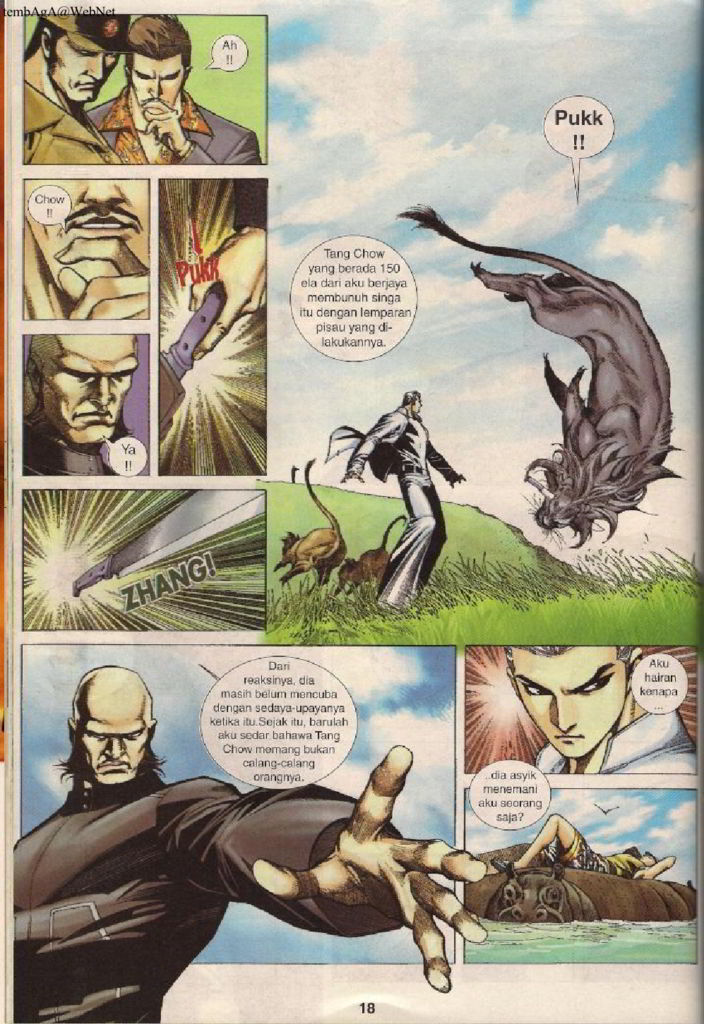 tembAgA@WebNet
Ah
!!
Chow
!!
Pukk
Ya
!!
ZHANG!
Pukk
!!
Tang Chow
yang berada 150
ela dari aku berjaya
membunuh singa
itu dengan lemparan
pisau yang di-
lakukannya.
Dari
reaksinya, dia
masih belum mencuba
dengan sedaya-upayanya
ketika itu.Sejak itu, barulah
aku sedar bahawa Tang
Chow memang bukan
calang-calang
orangnya.
Aku
hairan
kenapa
...
..dia asyik
menemani
aku seorang
saja?
18